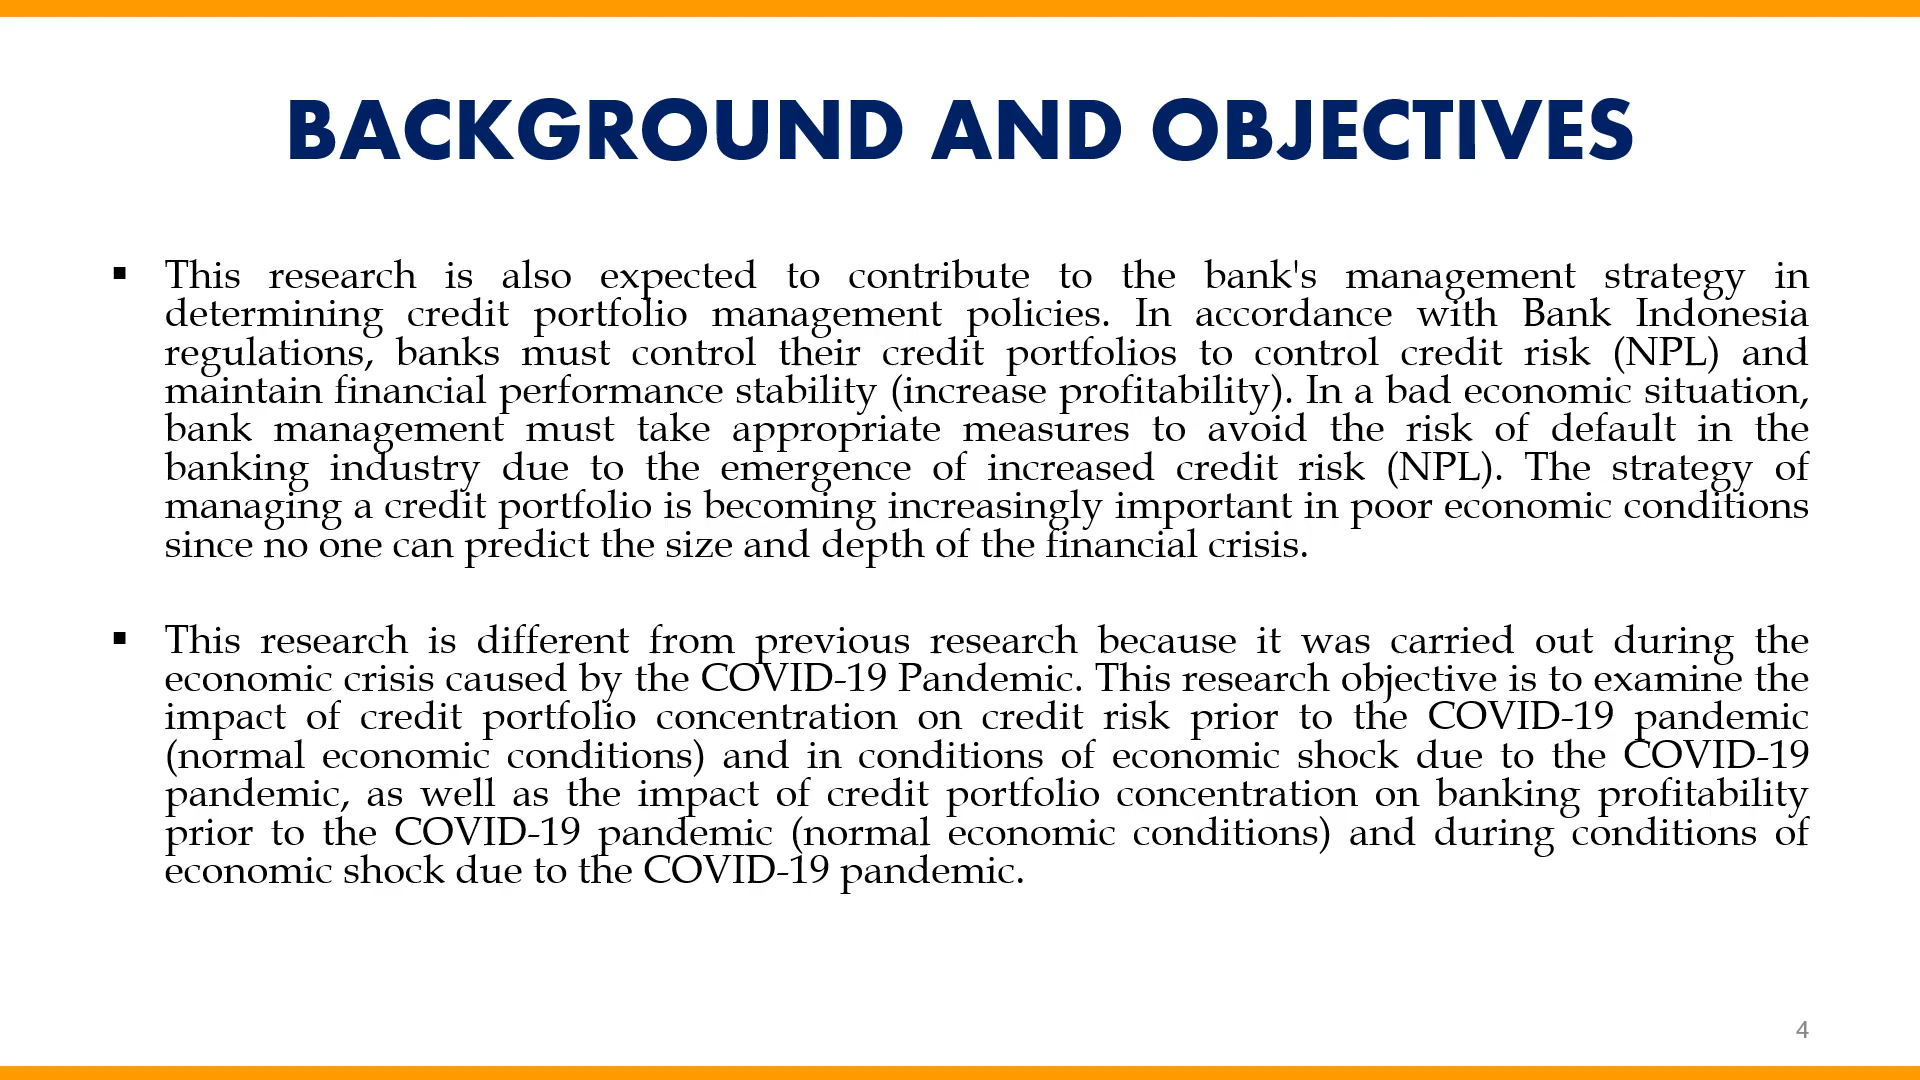 BACKGROUND AND OBJECTIVES
▪ This research is also expected to contribute to the bank's management strategy in
determining credit portfolio management policies. In accordance with Bank Indonesia
regulations, banks must control their credit portfolios to control credit risk (NPL) and
maintain financial performance stability (increase profitability). In a bad economic situation,
bank management must take appropriate measures to avoid the risk of default in the
banking industry due to the emergence of increased credit risk (NPL). The strategy of
managing a credit portfolio is becoming increasingly important in poor economic conditions
since no one can predict the size and depth of the financial crisis.
▪ This research is different from previous research because it was carried out during the
economic crisis caused by the COVID-19 Pandemic. This research objective is to examine the
impact of credit portfolio concentration on credit risk prior to the COVID-19 pandemic
(normal economic conditions) and in conditions of economic shock due to the COVID-19
pandemic, as well as the impact of credit portfolio concentration on banking profitability
prior to the COVID-19 pandemic (normal economic conditions) and during conditions of
economic shock due to the COVID-19 pandemic.
4